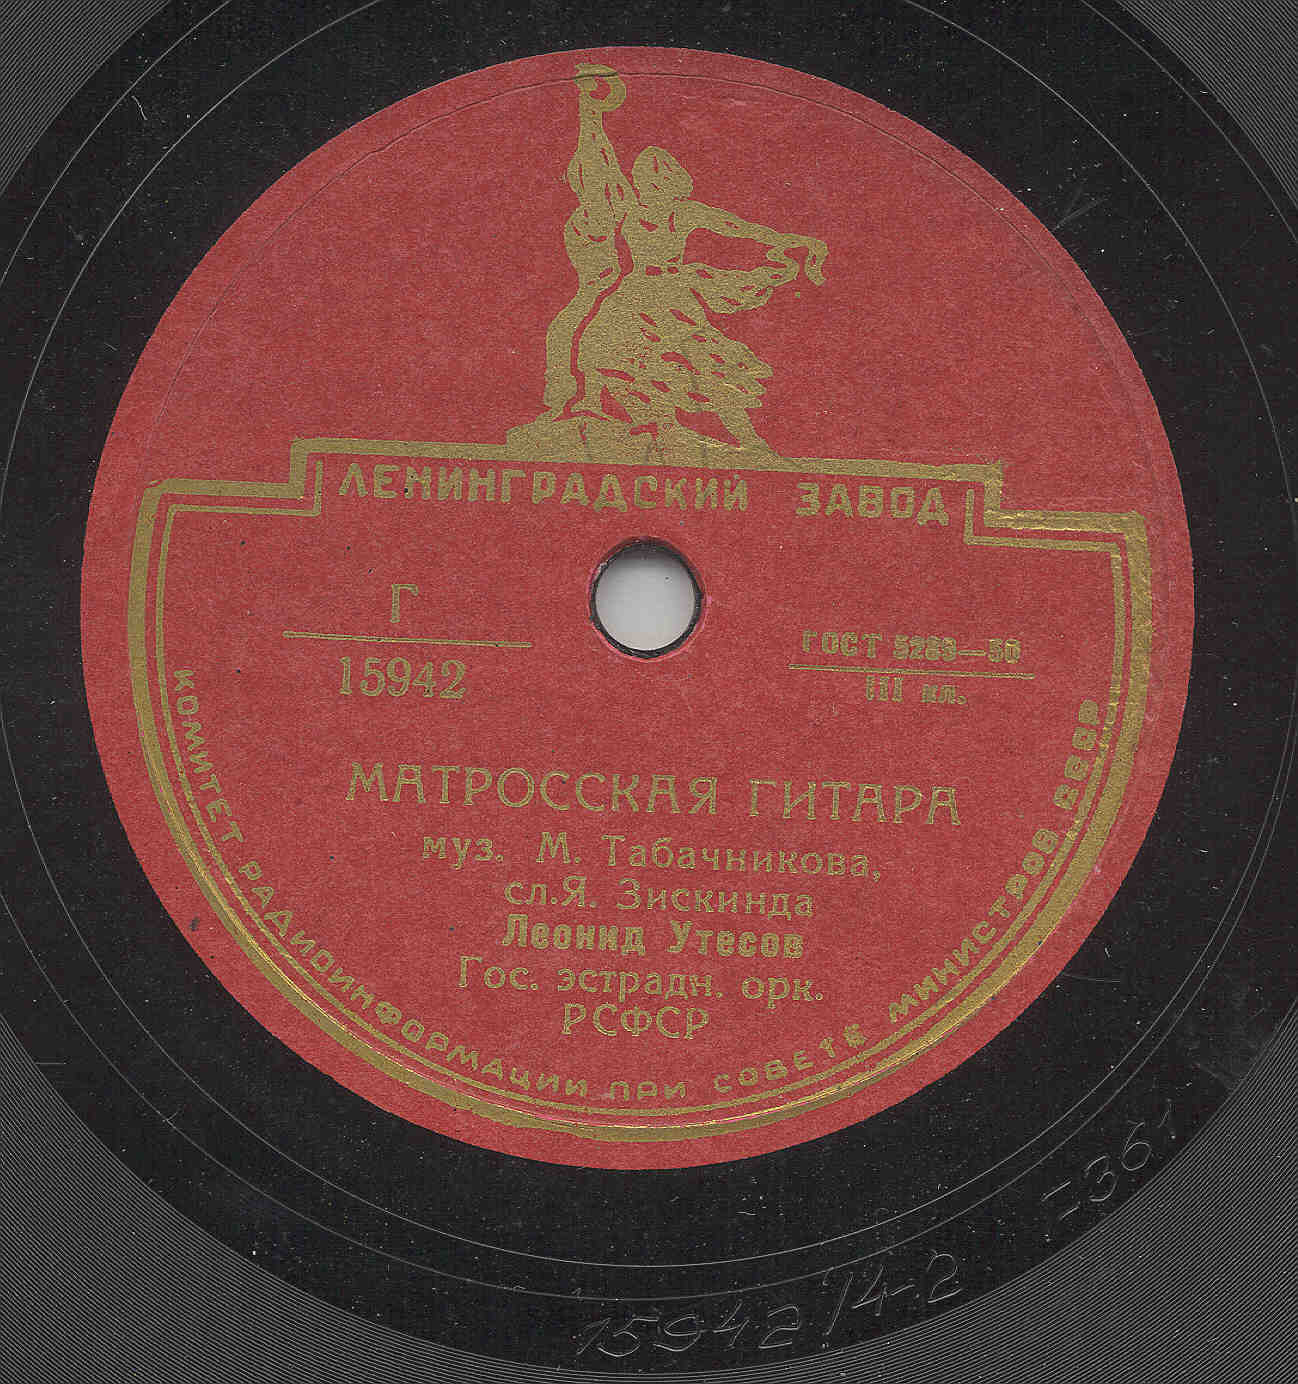 ЛЕНИНГРАДСКИЙ ЗАВОД
Г
15942
ГОСТ 5289—50
III кл.
МАТРОССКАЯ ГИТАРА
муз. М. Табачникова,
сл.Я. Зискинда
Леонид Утесов
Гос. эстрадн. орк.
РСФСР
КОМИТЕТ РАДИОИНФОРМАЦИИ ПРИ СОВЕТЕ МИНИСТРОВ СССР
15942 14-2